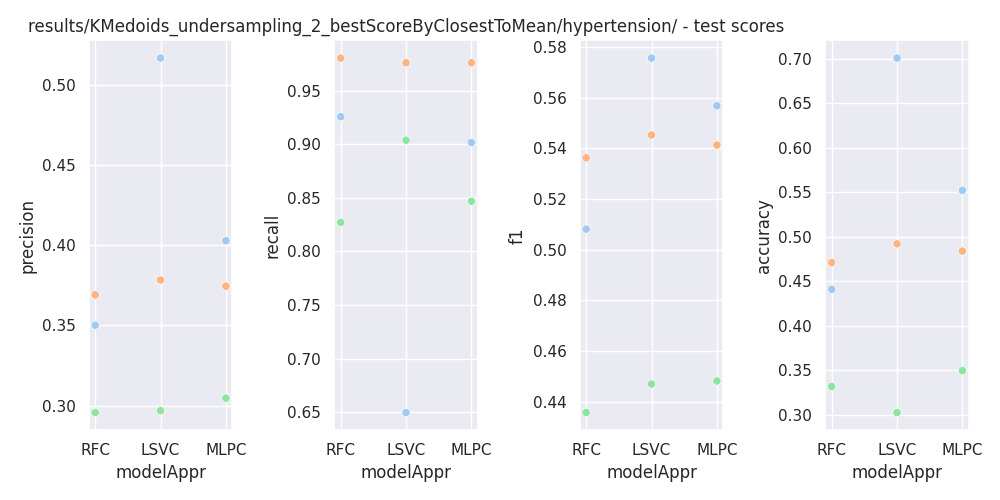 results/KMedoids_undersampling_2_bestScoreByClosestToMean/hypertension/ - test scores
precision
0.50
0.45
0.40
0.35
0.30
RFC LSVC MLPC
modelAppr
recall
0.95
0.90
0.85
0.80
0.75
0.70
0.65
RFC LSVC MLPC
modelAppr
f1
0.58
0.56
0.54
0.52
0.50
0.48
0.46
0.44
RFC LSVC MLPC
modelAppr
accuracy
0.70
0.65
0.60
0.55
0.50
0.45
0.40
0.35
0.30
RFC LSVC MLPC
modelAppr